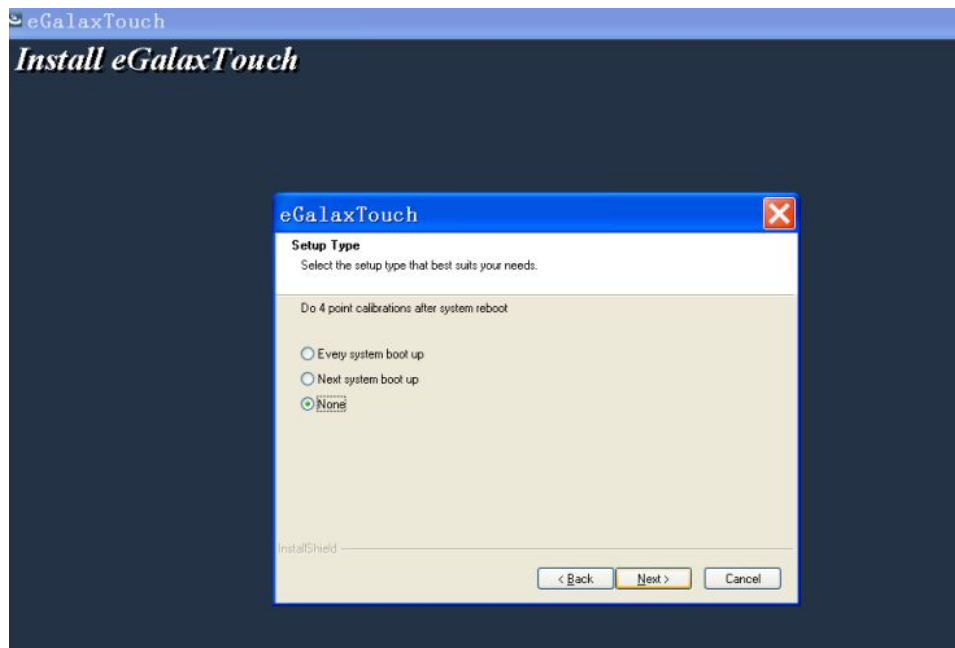 eGalaxTouch
Install eGalaxTouch
eGalaxTouch
Setup Type
Select the setup type that best suits your needs.
Do 4 point calibrations after system reboot
Every system boot up
Next system boot up
None
InstallShield
< Back Next > Cancel